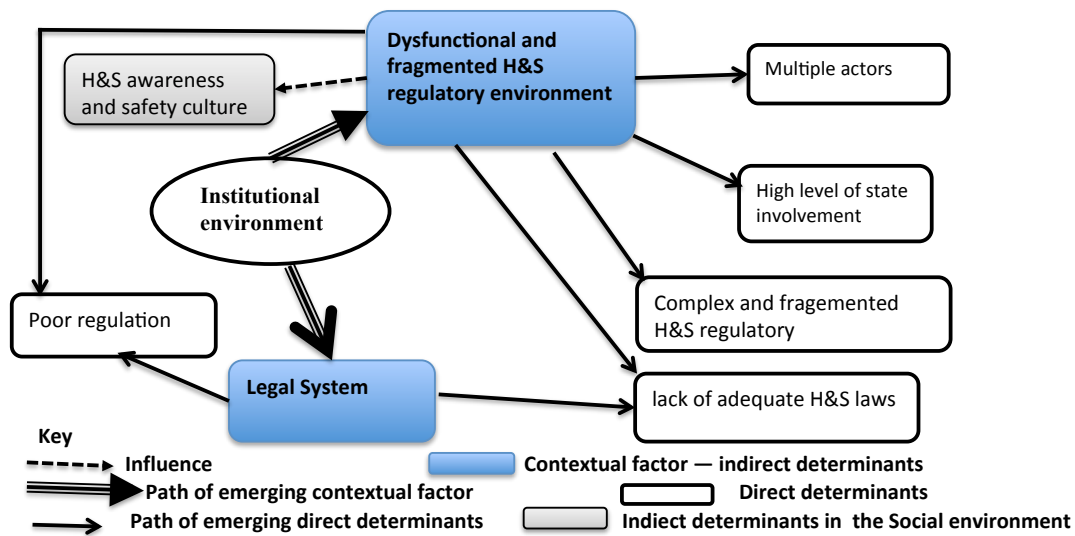 Dysfunctional and
fragmented H&S
regulatory environment
H&S awareness
and safety culture
Multiple actors
Institutional
environment
High level of state
involvement
Poor regulation
Complex and fragemented
H&S regulatory
Legal System
lack of adequate H&S laws
Key
Influence
Contextual factor — indirect determinants
Path of emerging contextual factor
Direct determinants
Path of emerging direct determinants
Indiect determinants in the Social environment